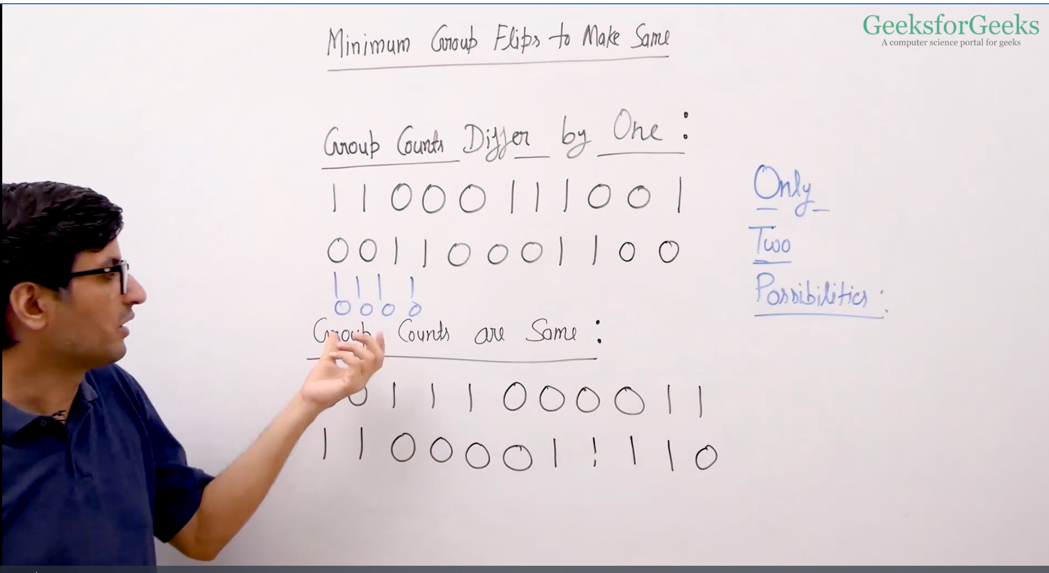 GeeksforGeeks
A computer science portal for geeks
Minimum Group Flips to Make Same
Group Counts Differ by One :
1 1 0 0 0 1 1 1 0 0 1
0 0 1 1 0 0 0 1 1 0 0
1 1 1 1
0 0 0 0
Group Counts are Same :
0 1 1 1 0 0 0 0 1 1
1 1 0 0 0 0 1 1 1 1 0
Only
Two
Possibilities :